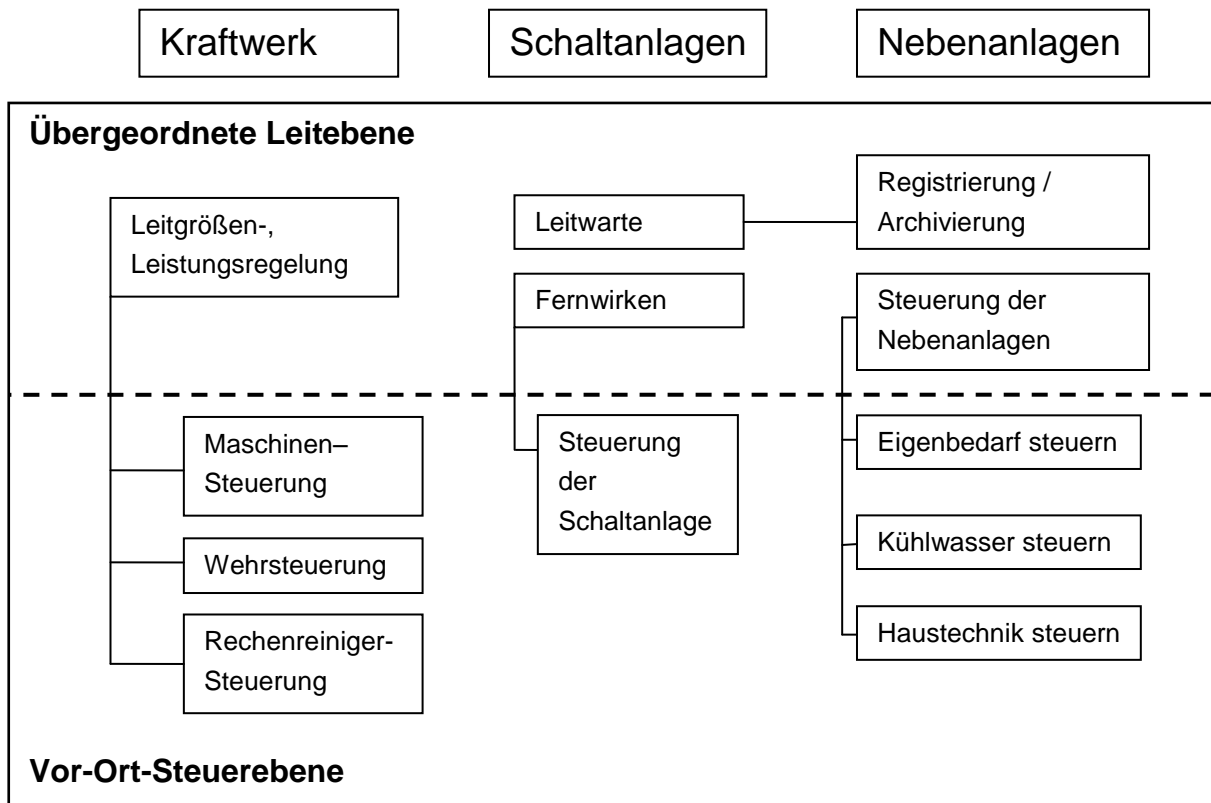 Kraftwerk
Schaltanlagen
Nebenanlagen
Übergeordnete Leitebene
Leitgrößen-,
Leistungsregelung
Leitwarte
Registrierung /
Archivierung
Fernwirken
Steuerung der
Nebenanlagen
Maschinen–
Steuerung
Wehrsteuerung
Rechenreiniger-
Steuerung
Steuerung
der
Schaltanlage
Eigenbedarf steuern
Kühlwasser steuern
Haustechnik steuern
Vor-Ort-Steuerebene